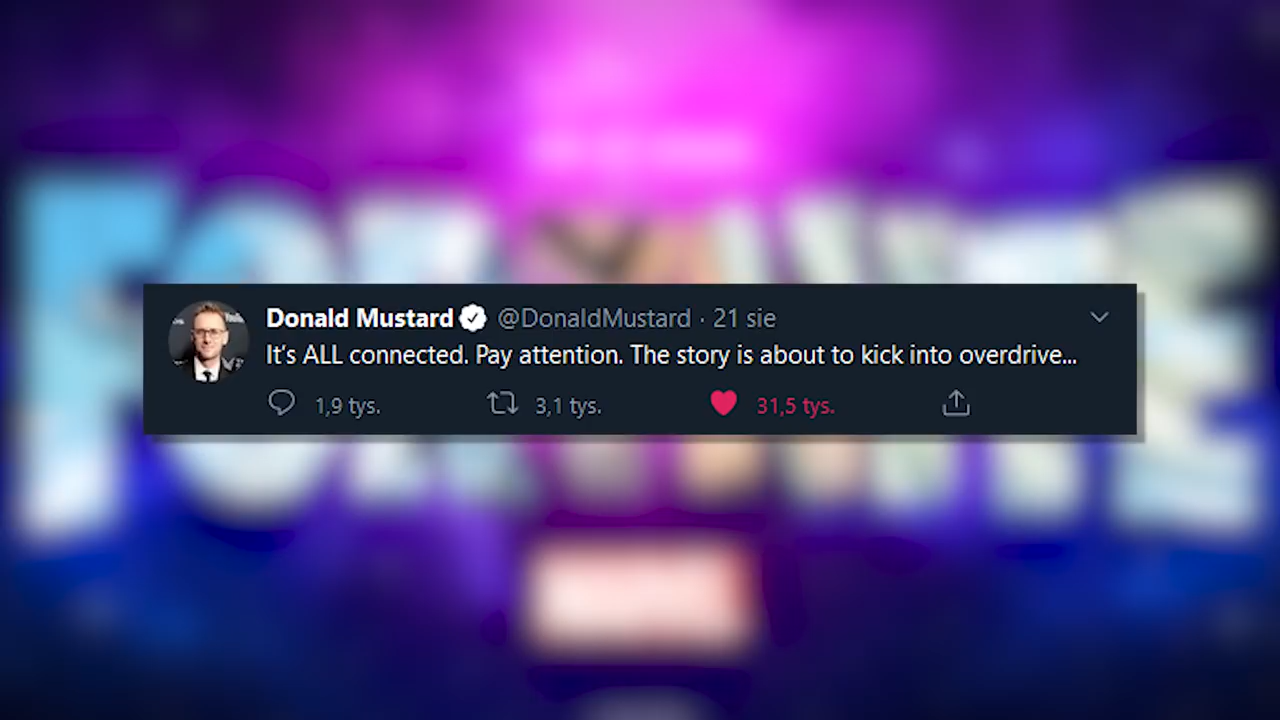 Donald Mustard @DonaldMustard · 21 sie
It's ALL connected. Pay attention. The story is about to kick into overdrive...
1,9 tys. 3,1 tys. 31,5 tys.